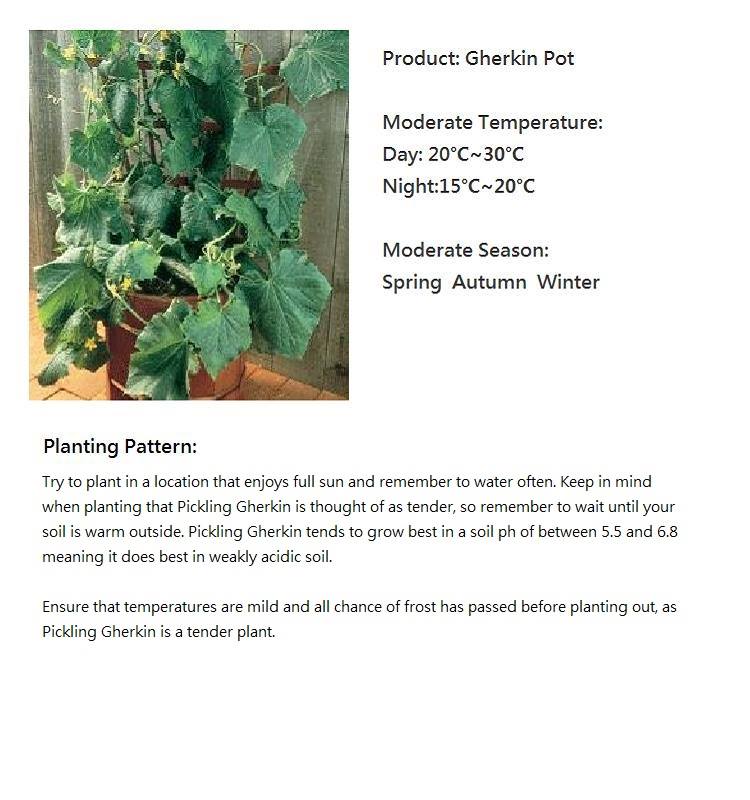 Product: Gherkin Pot
Moderate Temperature:
Day: 20°C~30°C
Night:15°C~20°C
Moderate Season:
Spring Autumn Winter
Planting Pattern:
Try to plant in a location that enjoys full sun and remember to water often. Keep in mind
when planting that Pickling Gherkin is thought of as tender, so remember to wait until your
soil is warm outside. Pickling Gherkin tends to grow best in a soil ph of between 5.5 and 6.8
meaning it does best in weakly acidic soil.
Ensure that temperatures are mild and all chance of frost has passed before planting out, as
Pickling Gherkin is a tender plant.